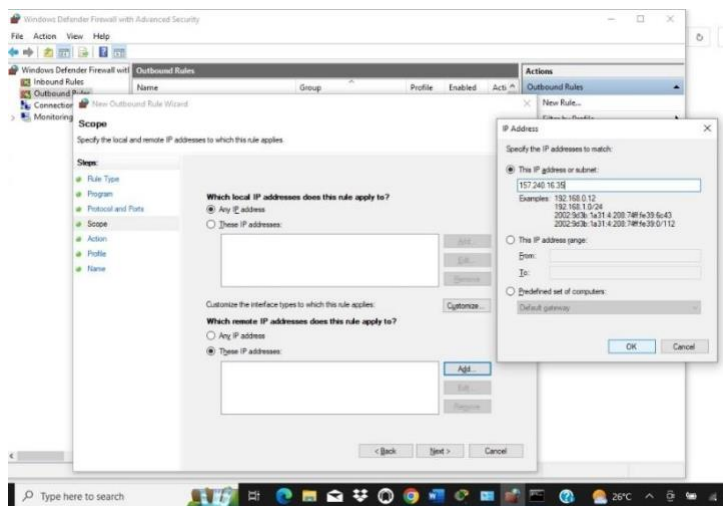 Windows Defender Firewall with Advanced Security
File Action View Help
Windows Defender Firewall witl
Inbound Rules
Outbound Rules
Connection
Monitoring
Outbound Rules
Name Group Profile Enabled Acti
Actions
Outbound Rules
New Rule...
New Outbound Rule Wizard
Scope
Specify the local and remote IP addresses to which this rule applies.
Steps:
Rule Type
Program
Protocol and Ports
Scope
Action
Profile
Name
Which local IP addresses does this rule apply to?
Any IP address
These IP addresses:
Add...
Edit...
Remove
Customize the interface types to which this rule applies:
Customize...
Which remote IP addresses does this rule apply to?
Any IP address
These IP addresses:
Add...
Edit...
Remove
< Back
Next >
Cancel
IP Address
Specify the IP addresses to match:
This IP address or subnet:
157.240.16.35
Examples: 192.168.0.12
192.168.1.0/24
2002:9d3b:1a31:4:208:74ff:fe39:6c43
2002:9d3b:1a31:4:208:74ff:fe39:0/112
This IP address range:
From:
To:
Predefined set of computers:
Default gateway
OK
Cancel
Type here to search
26°C